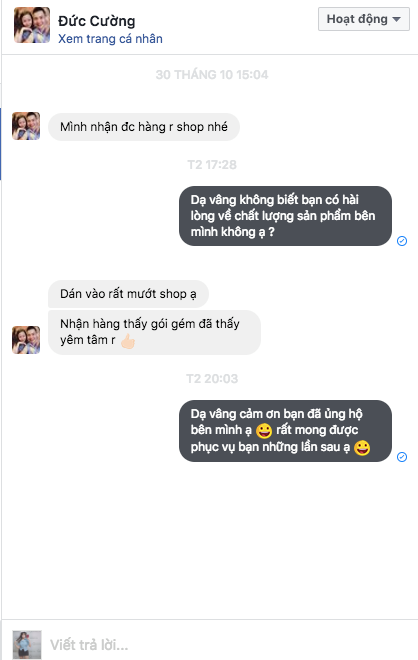 Đức Cường
Xem trang cá nhân
Hoạt động
30 THÁNG 10 15:04
Mình nhận đc hàng r shop nhé
T2 17:28
Dạ vâng không biết bạn có hài
lòng về chất lượng sản phẩm bên
mình không ạ ?
Dán vào rất mướt shop ạ
Nhận hàng thấy gói gém đã thấy
yêm tâm r 👍🏻
T2 20:03
Dạ vâng cảm ơn bạn đã ủng hộ
bên mình ạ 😀 rất mong được
phục vụ bạn những lần sau ạ 😀
Viết trả lời...